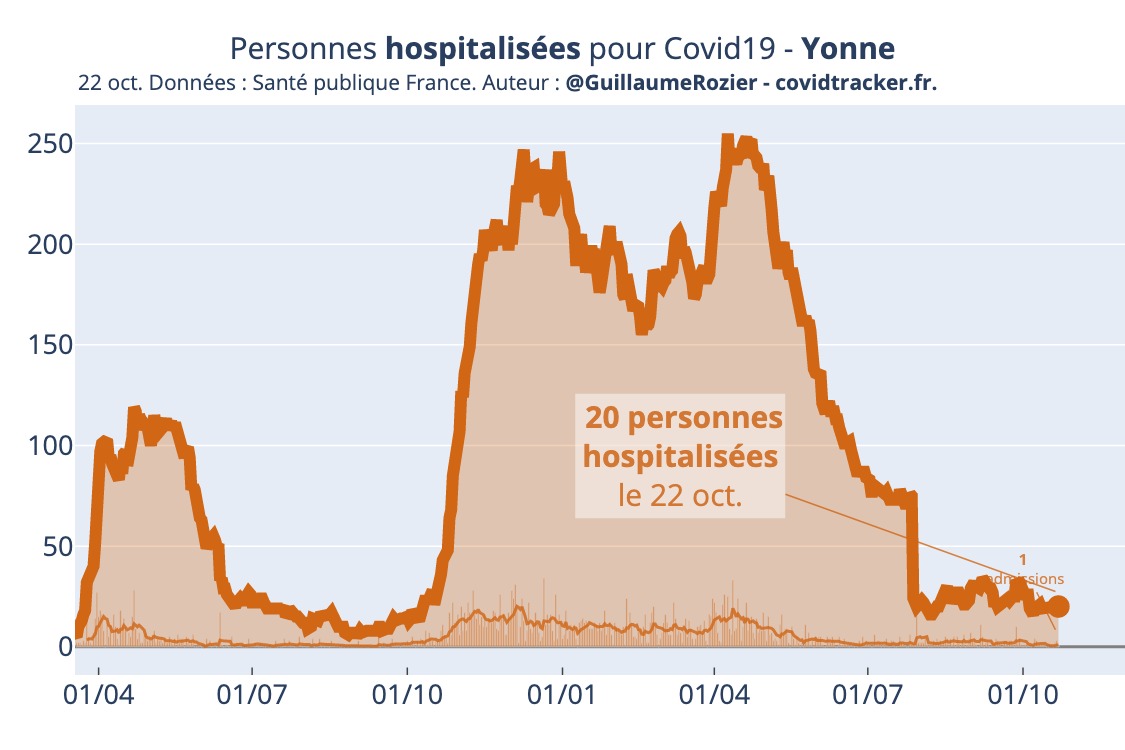 Personnes hospitalisées pour Covid19 - Yonne
22 oct. Données : Santé publique France. Auteur : @GuillaumeRozier - covidtracker.fr.
250
200
150
100
50
0
20 personnes
hospitalisées
le 22 oct.
1
admissions
01/04 01/07 01/10 01/01 01/04 01/07 01/10